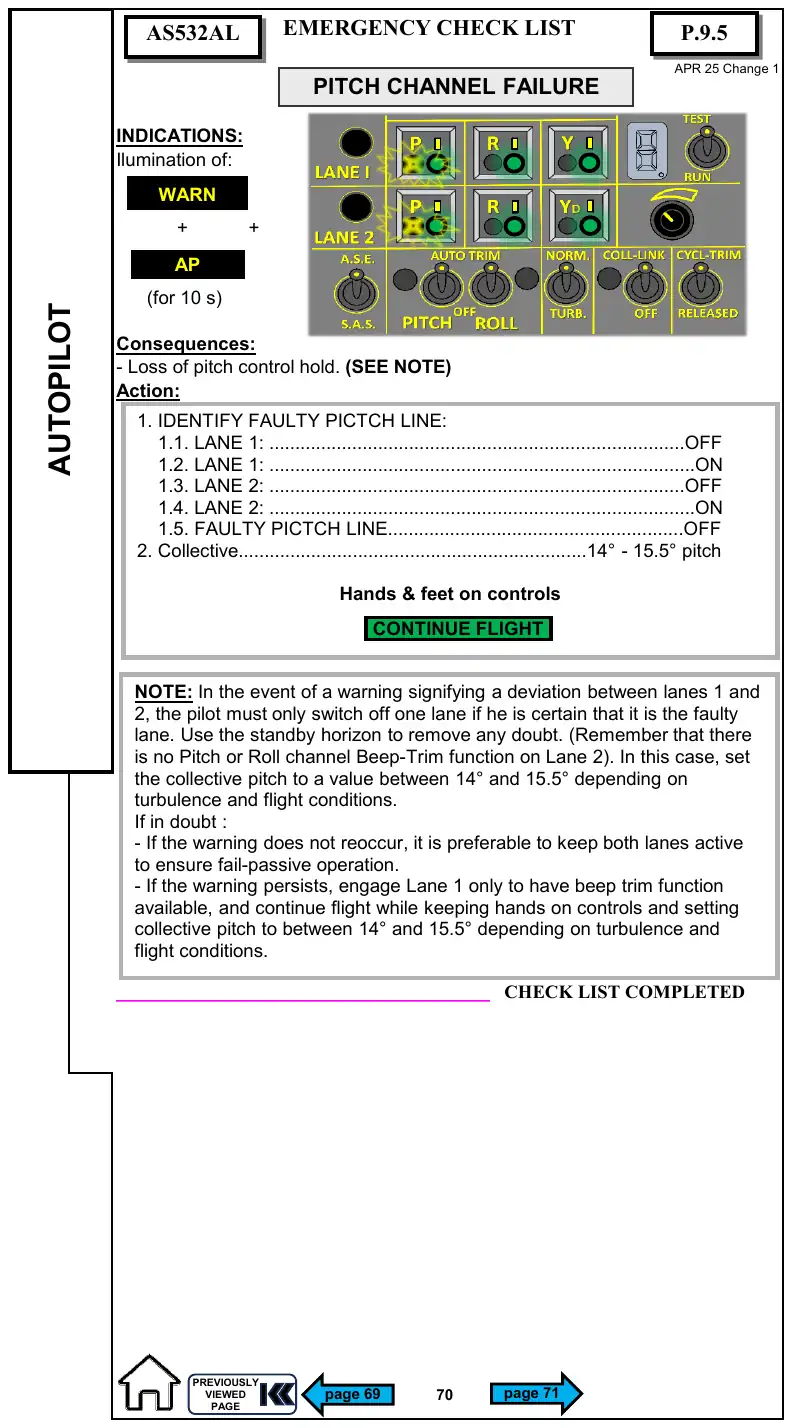 AS532AL
EMERGENCY CHECK LIST
P.9.5
APR 25 Change 1
PITCH CHANNEL FAILURE
AUTOPILOT
INDICATIONS:
Ilumination of:
WARN
+ +
AP
(for 10 s)
LANE 1 P R Y TEST
RUN
LANE 2 P R YD
A.S.E. AUTO TRIM NORM. COLL-LINK CYCL-TRIM
S.A.S. PITCH OFF ROLL TURB. OFF RELEASED
Consequences:
- Loss of pitch control hold. (SEE NOTE)
Action:
1. IDENTIFY FAULTY PICTCH LINE:
1.1. LANE 1: ................................................................................OFF
1.2. LANE 1: ..................................................................................ON
1.3. LANE 2: ................................................................................OFF
1.4. LANE 2: ..................................................................................ON
1.5. FAULTY PICTCH LINE.........................................................OFF
2. Collective...................................................................14° - 15.5° pitch
Hands & feet on controls
CONTINUE FLIGHT
NOTE: In the event of a warning signifying a deviation between lanes 1 and
2, the pilot must only switch off one lane if he is certain that it is the faulty
lane. Use the standby horizon to remove any doubt. (Remember that there
is no Pitch or Roll channel Beep-Trim function on Lane 2). In this case, set
the collective pitch to a value between 14° and 15.5° depending on
turbulence and flight conditions.
If in doubt :
- If the warning does not reoccur, it is preferable to keep both lanes active
to ensure fail-passive operation.
- If the warning persists, engage Lane 1 only to have beep trim function
available, and continue flight while keeping hands on controls and setting
collective pitch to between 14° and 15.5° depending on turbulence and
flight conditions.
CHECK LIST COMPLETED
PREVIOUSLY
VIEWED
PAGE
page 69
70
page 71